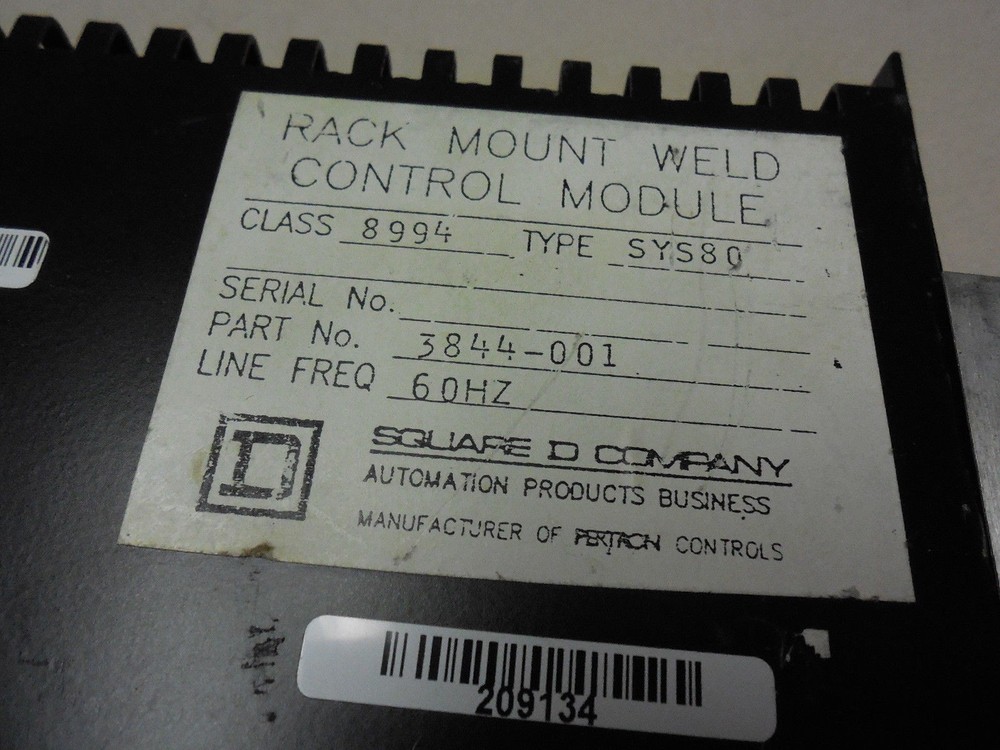 RACK MOUNT WELD
CONTROL MODULE
CLASS 8994 TYPE SYS80
SERIAL No.
PART No. 3844-001
LINE FREQ 60HZ
D
SQUARE D COMPANY
AUTOMATION PRODUCTS BUSINESS
MANUFACTURER OF PERTRON CONTROLS
209134